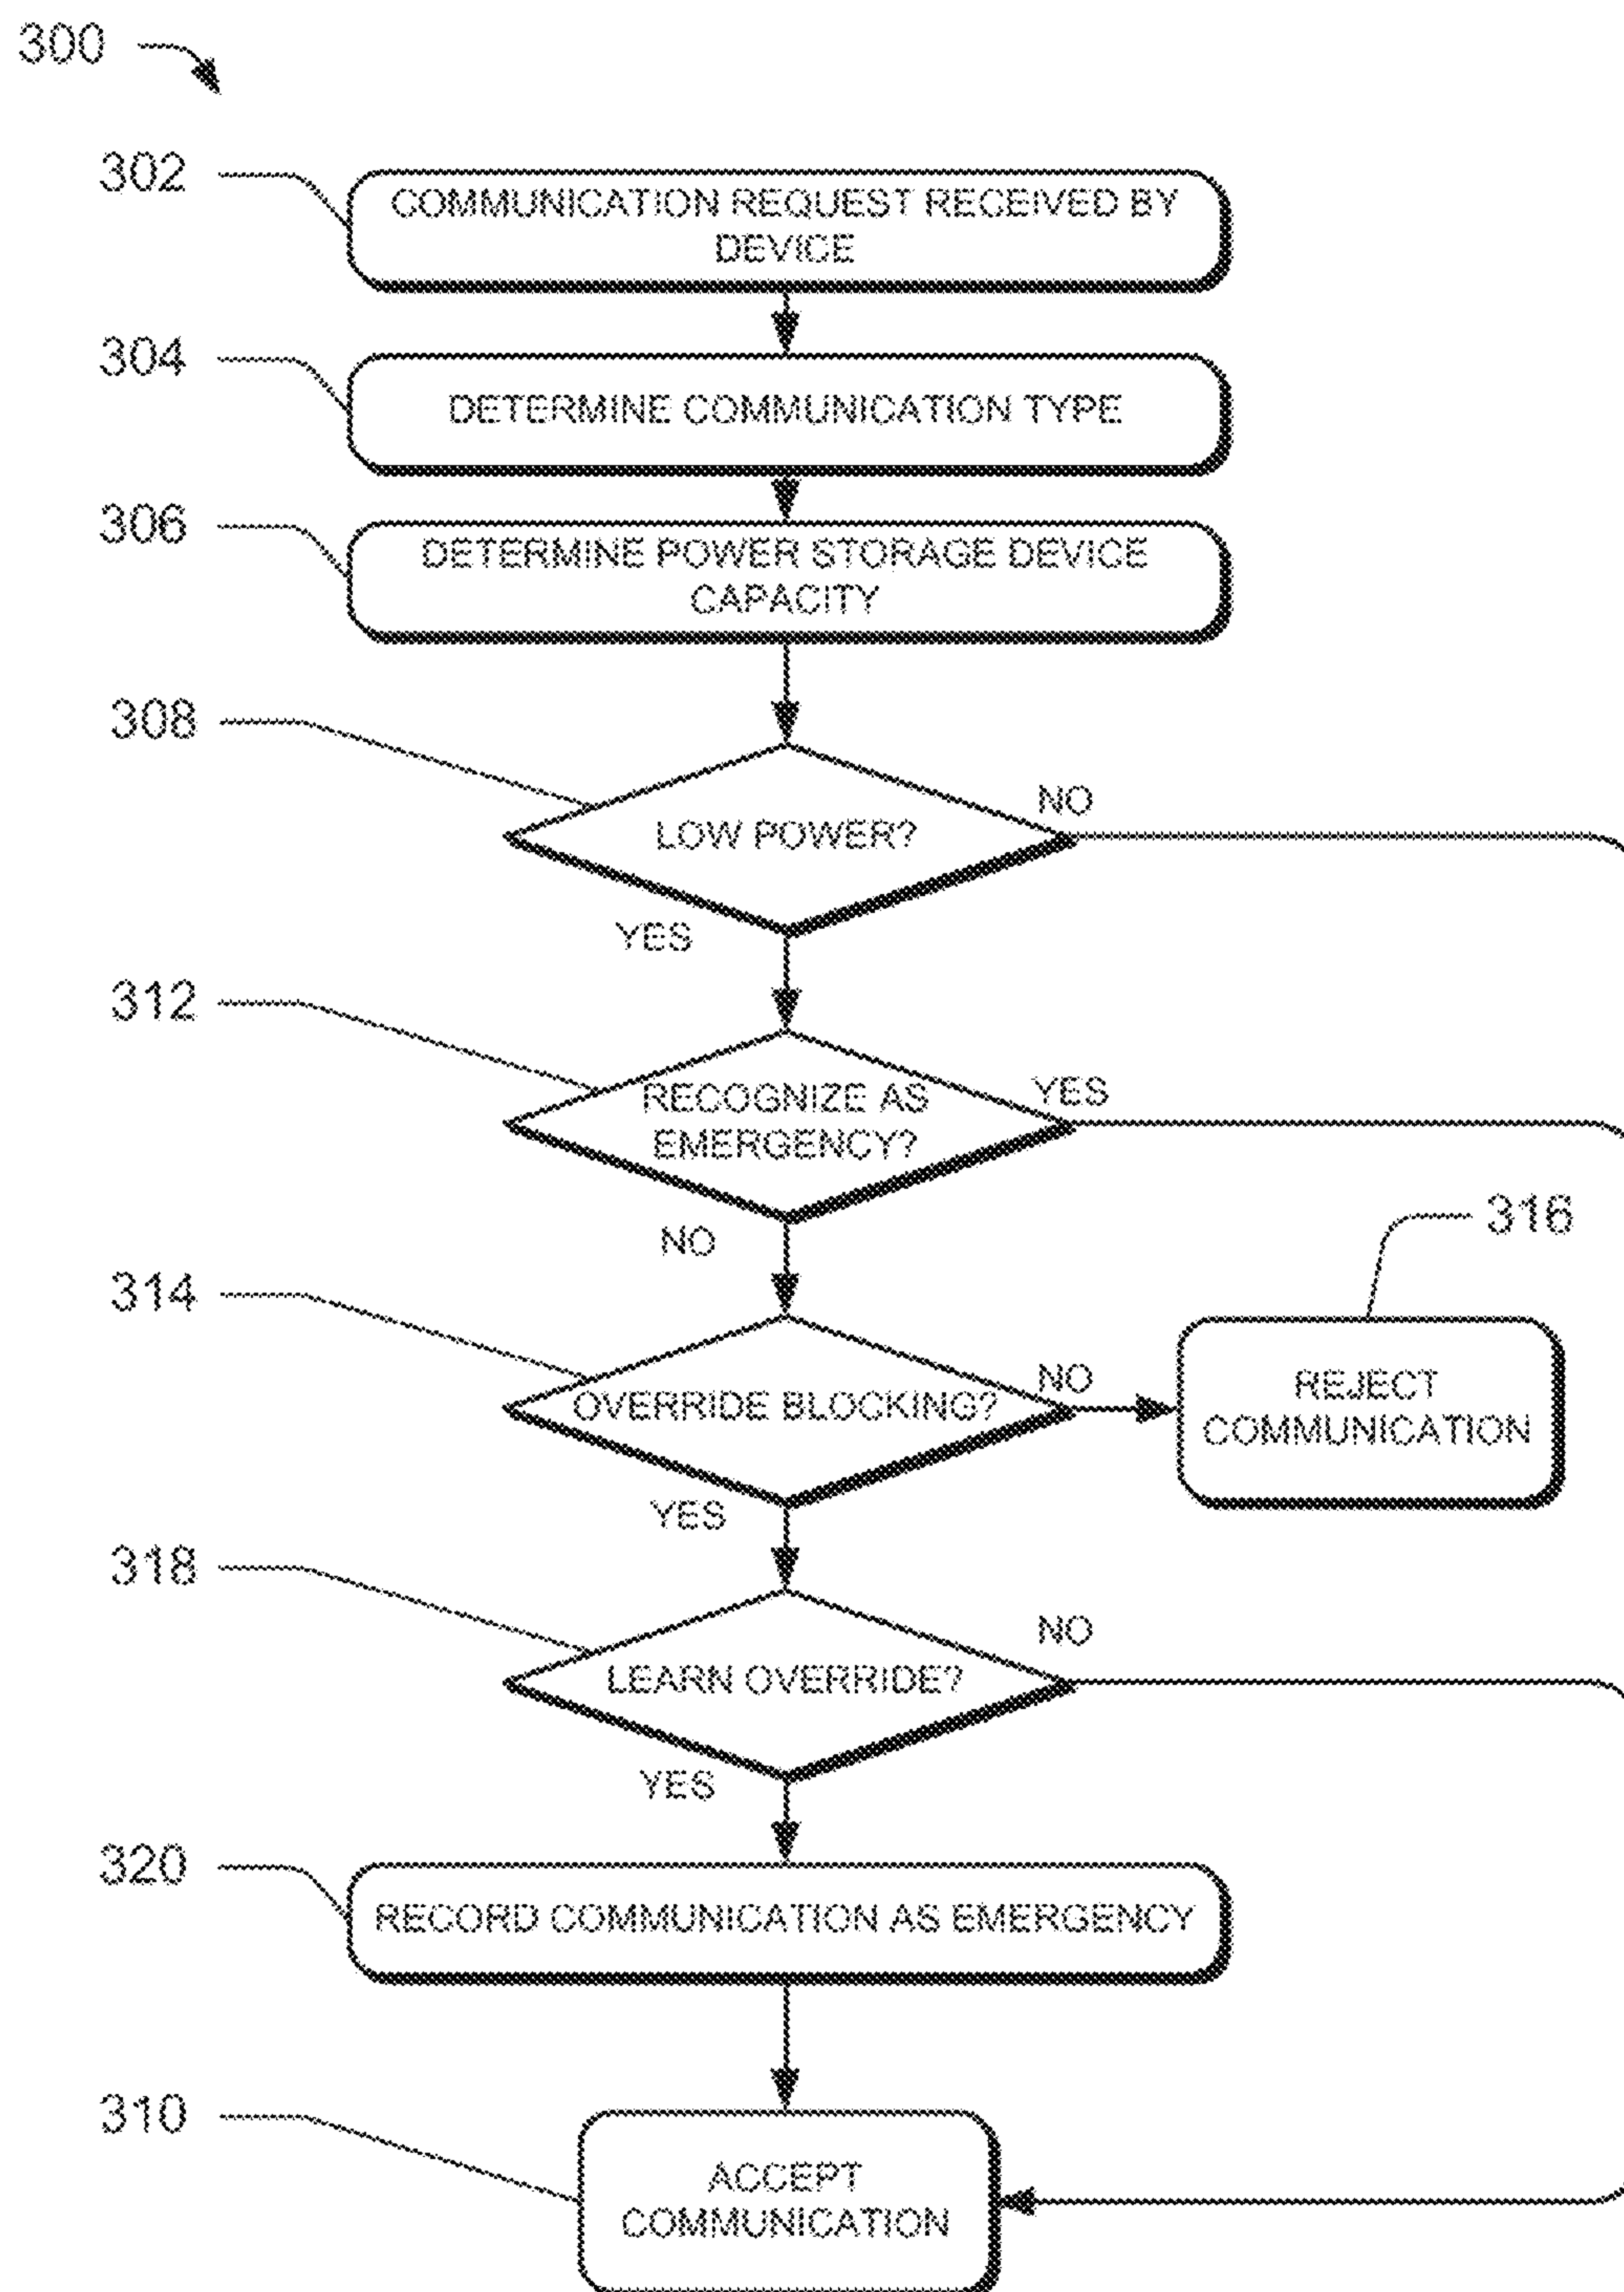 300
302
COMMUNICATION REQUEST RECEIVED BY
DEVICE
304
DETERMINE COMMUNICATION TYPE
306
DETERMINE POWER STORAGE DEVICE
CAPACITY
308
LOW POWER?
NO
YES
312
RECOGNIZE AS
EMERGENCY?
YES
NO
314
OVERRIDE BLOCKING?
NO
316
REJECT
COMMUNICATION
YES
318
LEARN OVERRIDE?
NO
YES
320
RECORD COMMUNICATION AS EMERGENCY
310
ACCEPT
COMMUNICATION